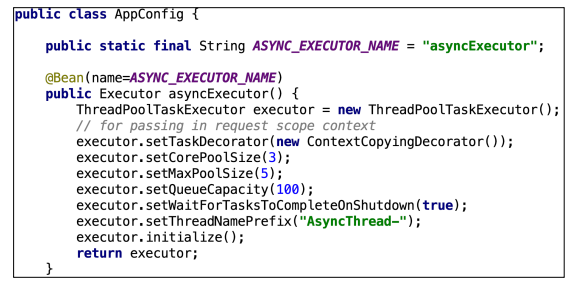 public class AppConfig {
public static final String ASYNC_EXECUTOR_NAME = "asyncExecutor";
@Bean(name=ASYNC_EXECUTOR_NAME)
public Executor asyncExecutor() {
ThreadPoolTaskExecutor executor = new ThreadPoolTaskExecutor();
// for passing in request scope context
executor.setTaskDecorator(new ContextCopyingDecorator());
executor.setCorePoolSize(3);
executor.setMaxPoolSize(5);
executor.setQueueCapacity(100);
executor.setWaitForTasksToCompleteOnShutdown(true);
executor.setThreadNamePrefix("AsyncThread-");
executor.initialize();
return executor;
}